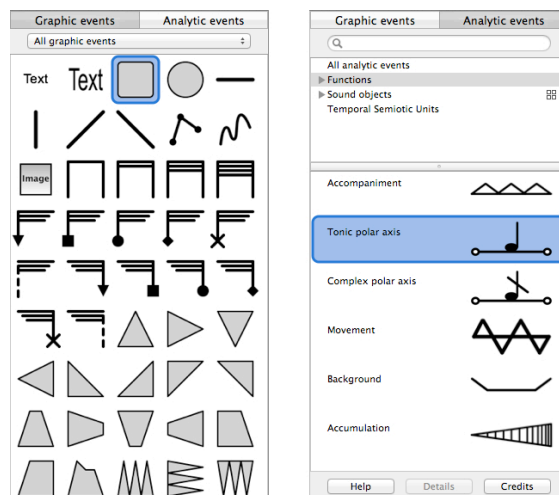 Graphic events Analytic events
All graphic events
Text Text
Image
Graphic events Analytic events
All analytic events
Functions
Sound objects
Temporal Semiotic Units
Accompaniment
Tonic polar axis
Complex polar axis
Movement
Background
Accumulation
Help Details Credits